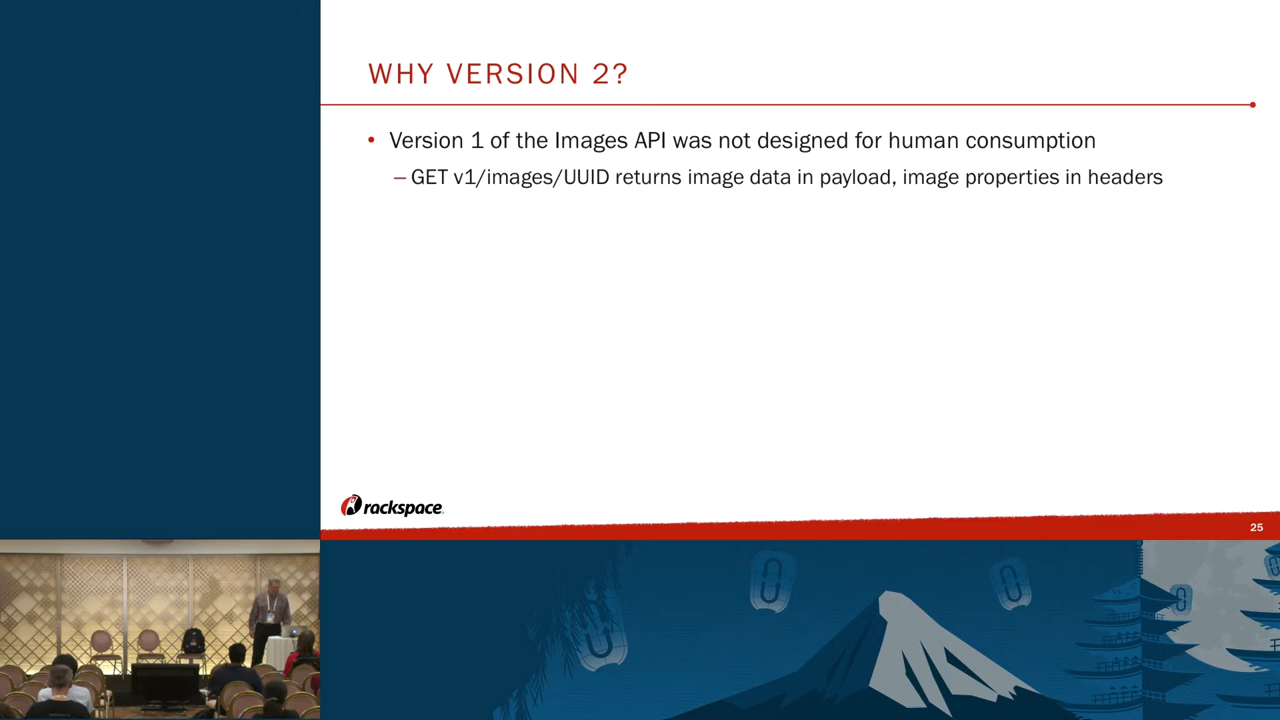 WHY VERSION 2?
• Version 1 of the Images API was not designed for human consumption
– GET v1/images/UUID returns image data in payload, image properties in headers
rackspace
25